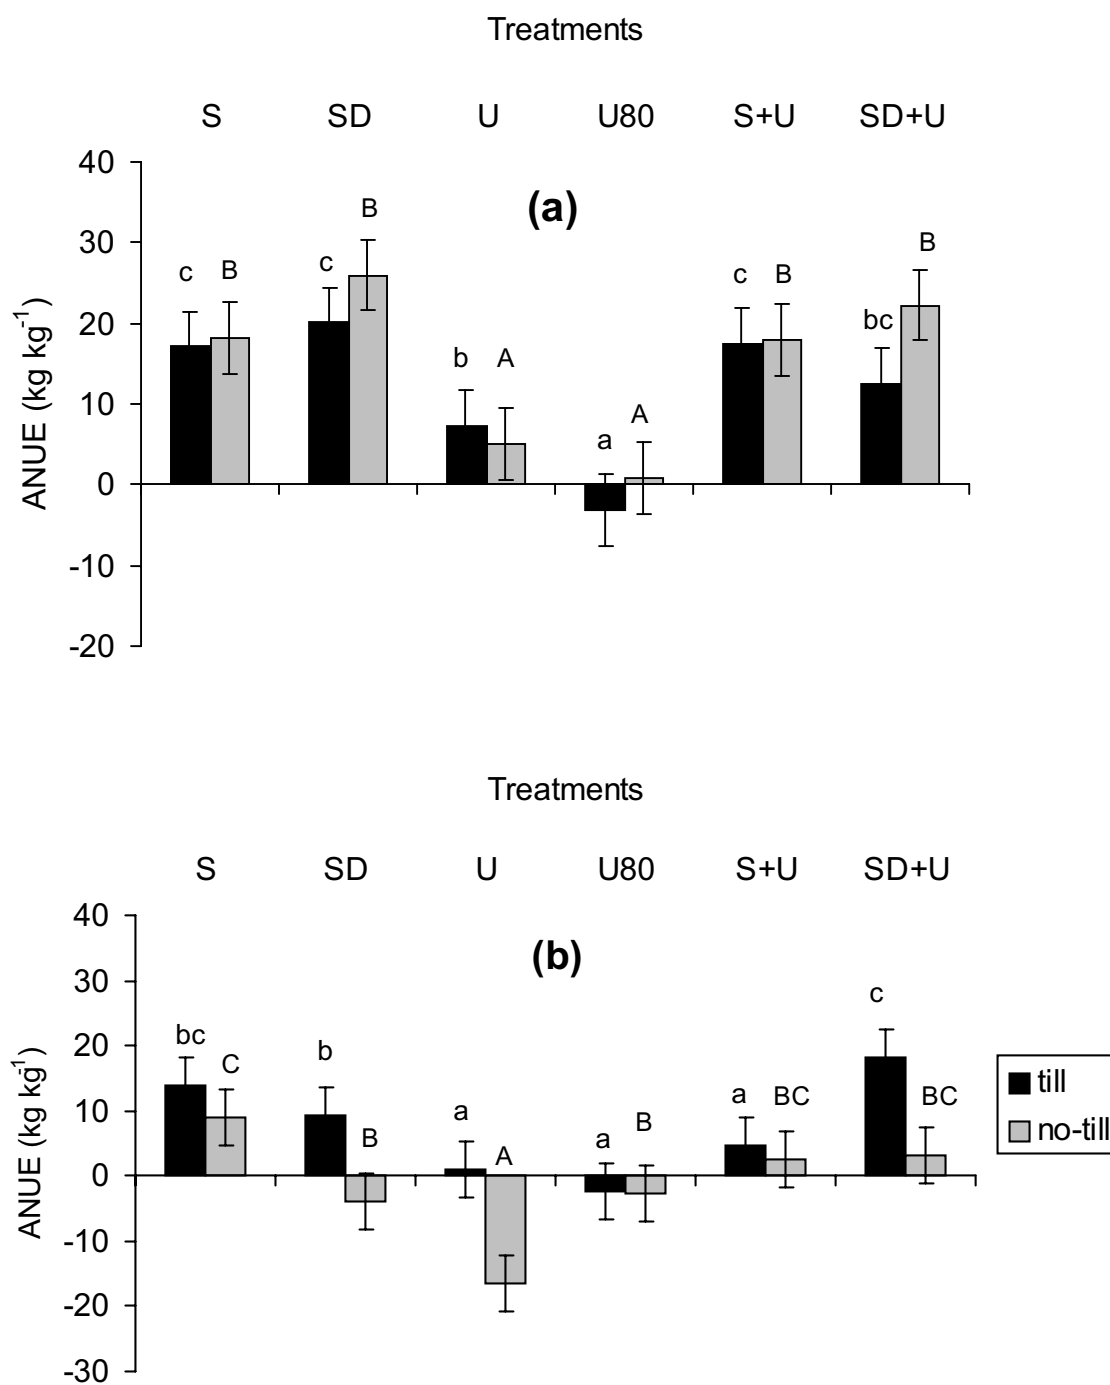 Treatments
S SD U U80 S+U SD+U
40
30
20
10
0
-10
-20
ANUE (kg kg-1)
(a)
c B c B b A a A c B bc B
Treatments
S SD U U80 S+U SD+U
40
30
20
10
0
-10
-20
-30
ANUE (kg kg-1)
(b)
bc C b B a A a B a BC c BC
till
no-till